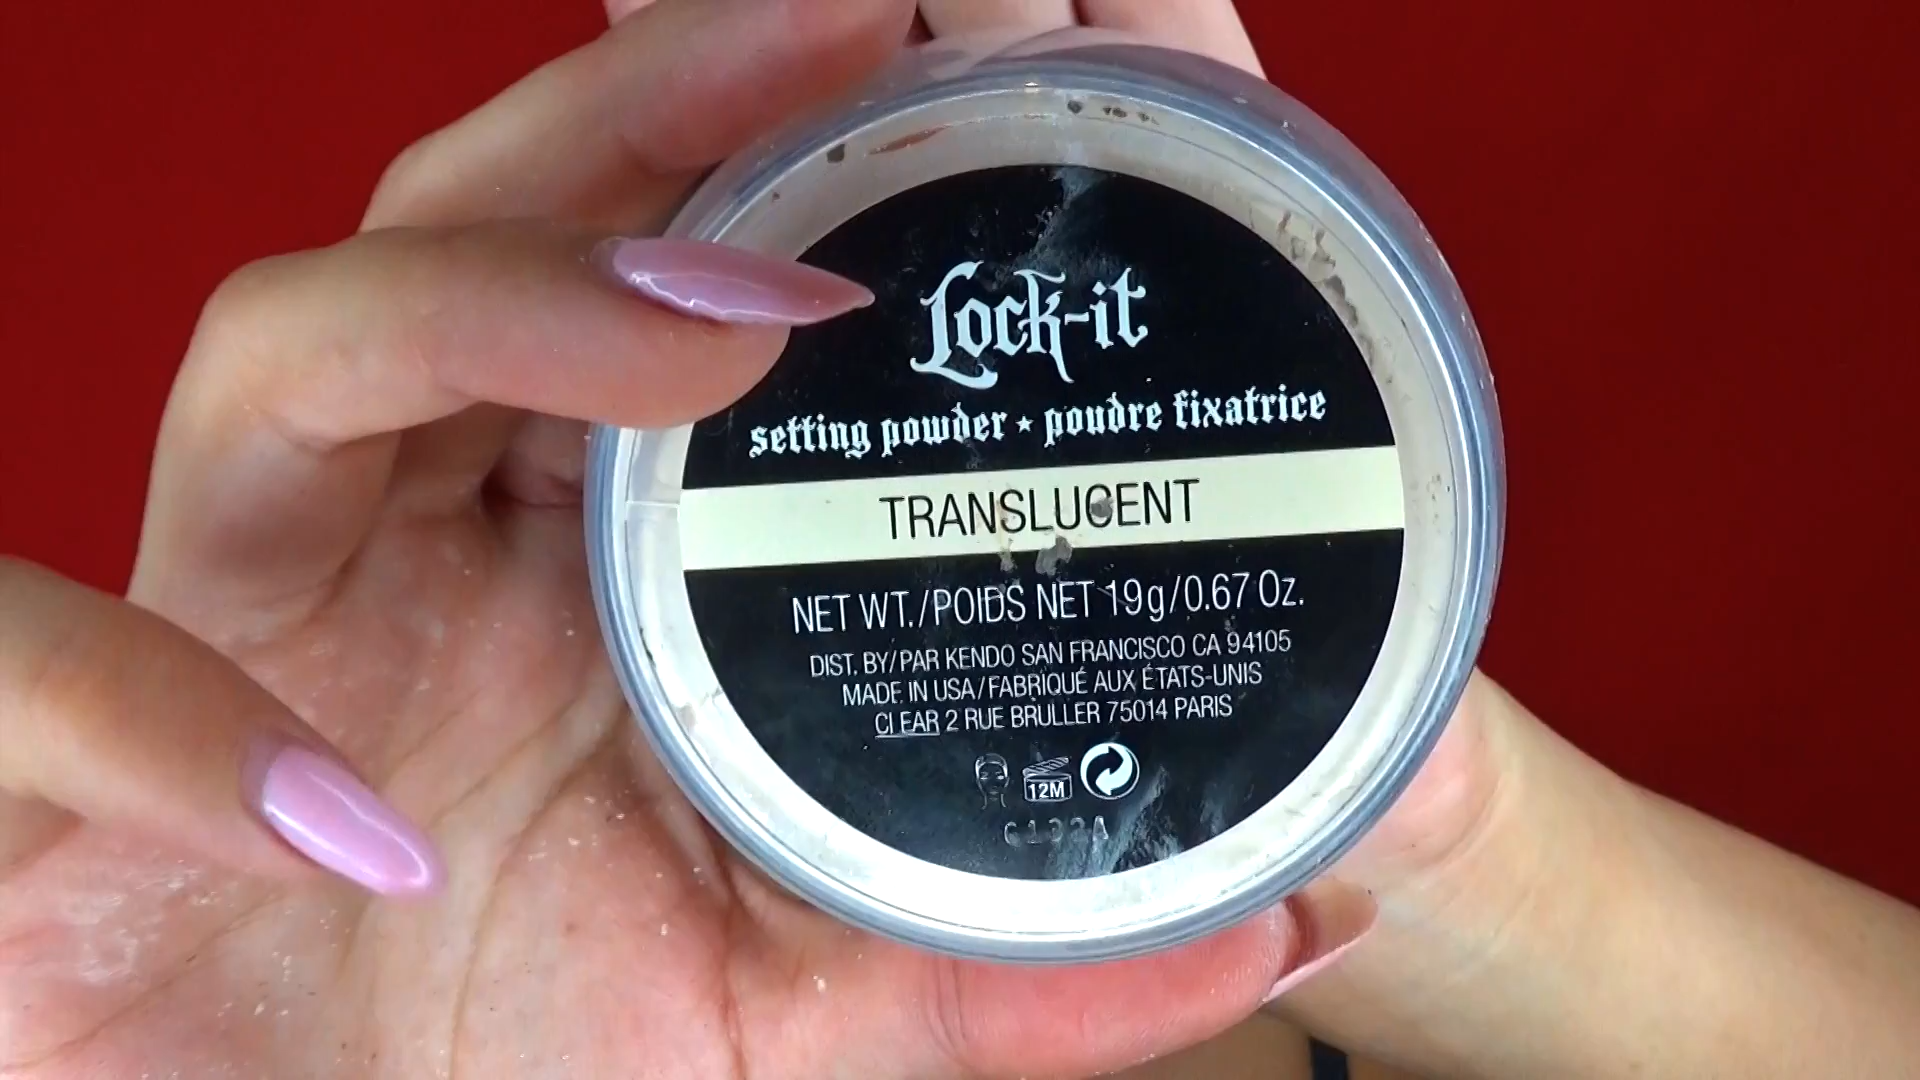 Lock-it
setting powder ★ poudre fixatrice
TRANSLUCENT
NET WT./POIDS NET 19g/0.67 Oz.
DIST. BY/PAR KENDO SAN FRANCISCO CA 94105
MADE IN USA/FABRIQUÉ AUX ÉTATS-UNIS
CLEAR 2 RUE BRULLER 75014 PARIS
12M